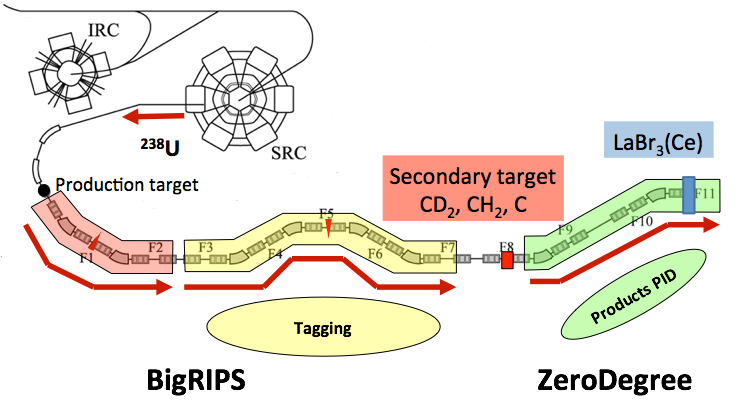 IRC
SRC
²³⁸U
Production target
Secondary target
CD₂, CH₂, C
LaBr₃(Ce)
F1
F2
F3
F4
F5
F6
F7
F8
F9
F10
F11
Tagging
Products PID
BigRIPS
ZeroDegree